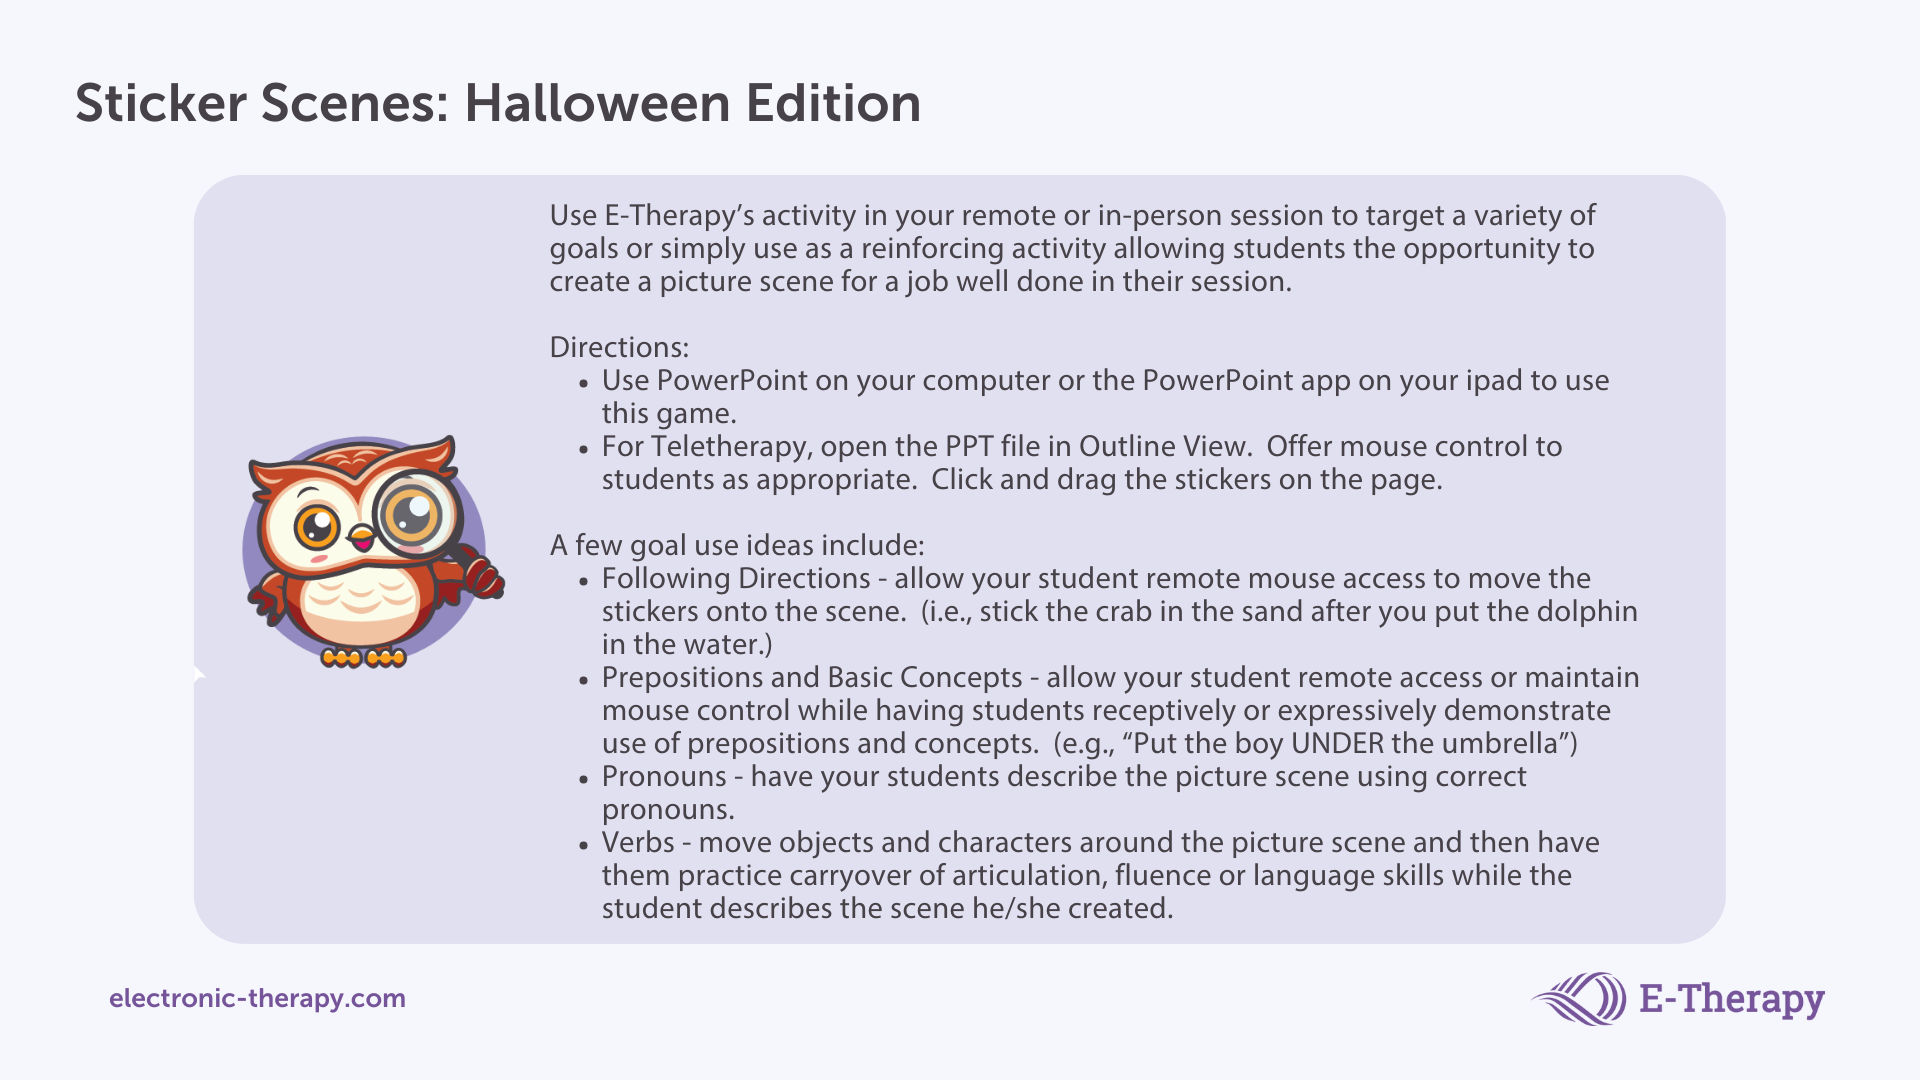 Sticker Scenes: Halloween Edition
Use E-Therapy’s activity in your remote or in-person session to target a variety of
goals or simply use as a reinforcing activity allowing students the opportunity to
create a picture scene for a job well done in their session.
Directions:
• Use PowerPoint on your computer or the PowerPoint app on your ipad to use
this game.
• For Teletherapy, open the PPT file in Outline View.  Offer mouse control to
students as appropriate.  Click and drag the stickers on the page.
A few goal use ideas include:
• Following Directions - allow your student remote mouse access to move the
stickers onto the scene.  (i.e., stick the crab in the sand after you put the dolphin
in the water.)
• Prepositions and Basic Concepts - allow your student remote access or maintain
mouse control while having students receptively or expressively demonstrate
use of prepositions and concepts.  (e.g., “Put the boy UNDER the umbrella”)
• Pronouns - have your students describe the picture scene using correct
pronouns.
• Verbs - move objects and characters around the picture scene and then have
them practice carryover of articulation, fluence or language skills while the
student describes the scene he/she created.
electronic-therapy.com
E-Therapy